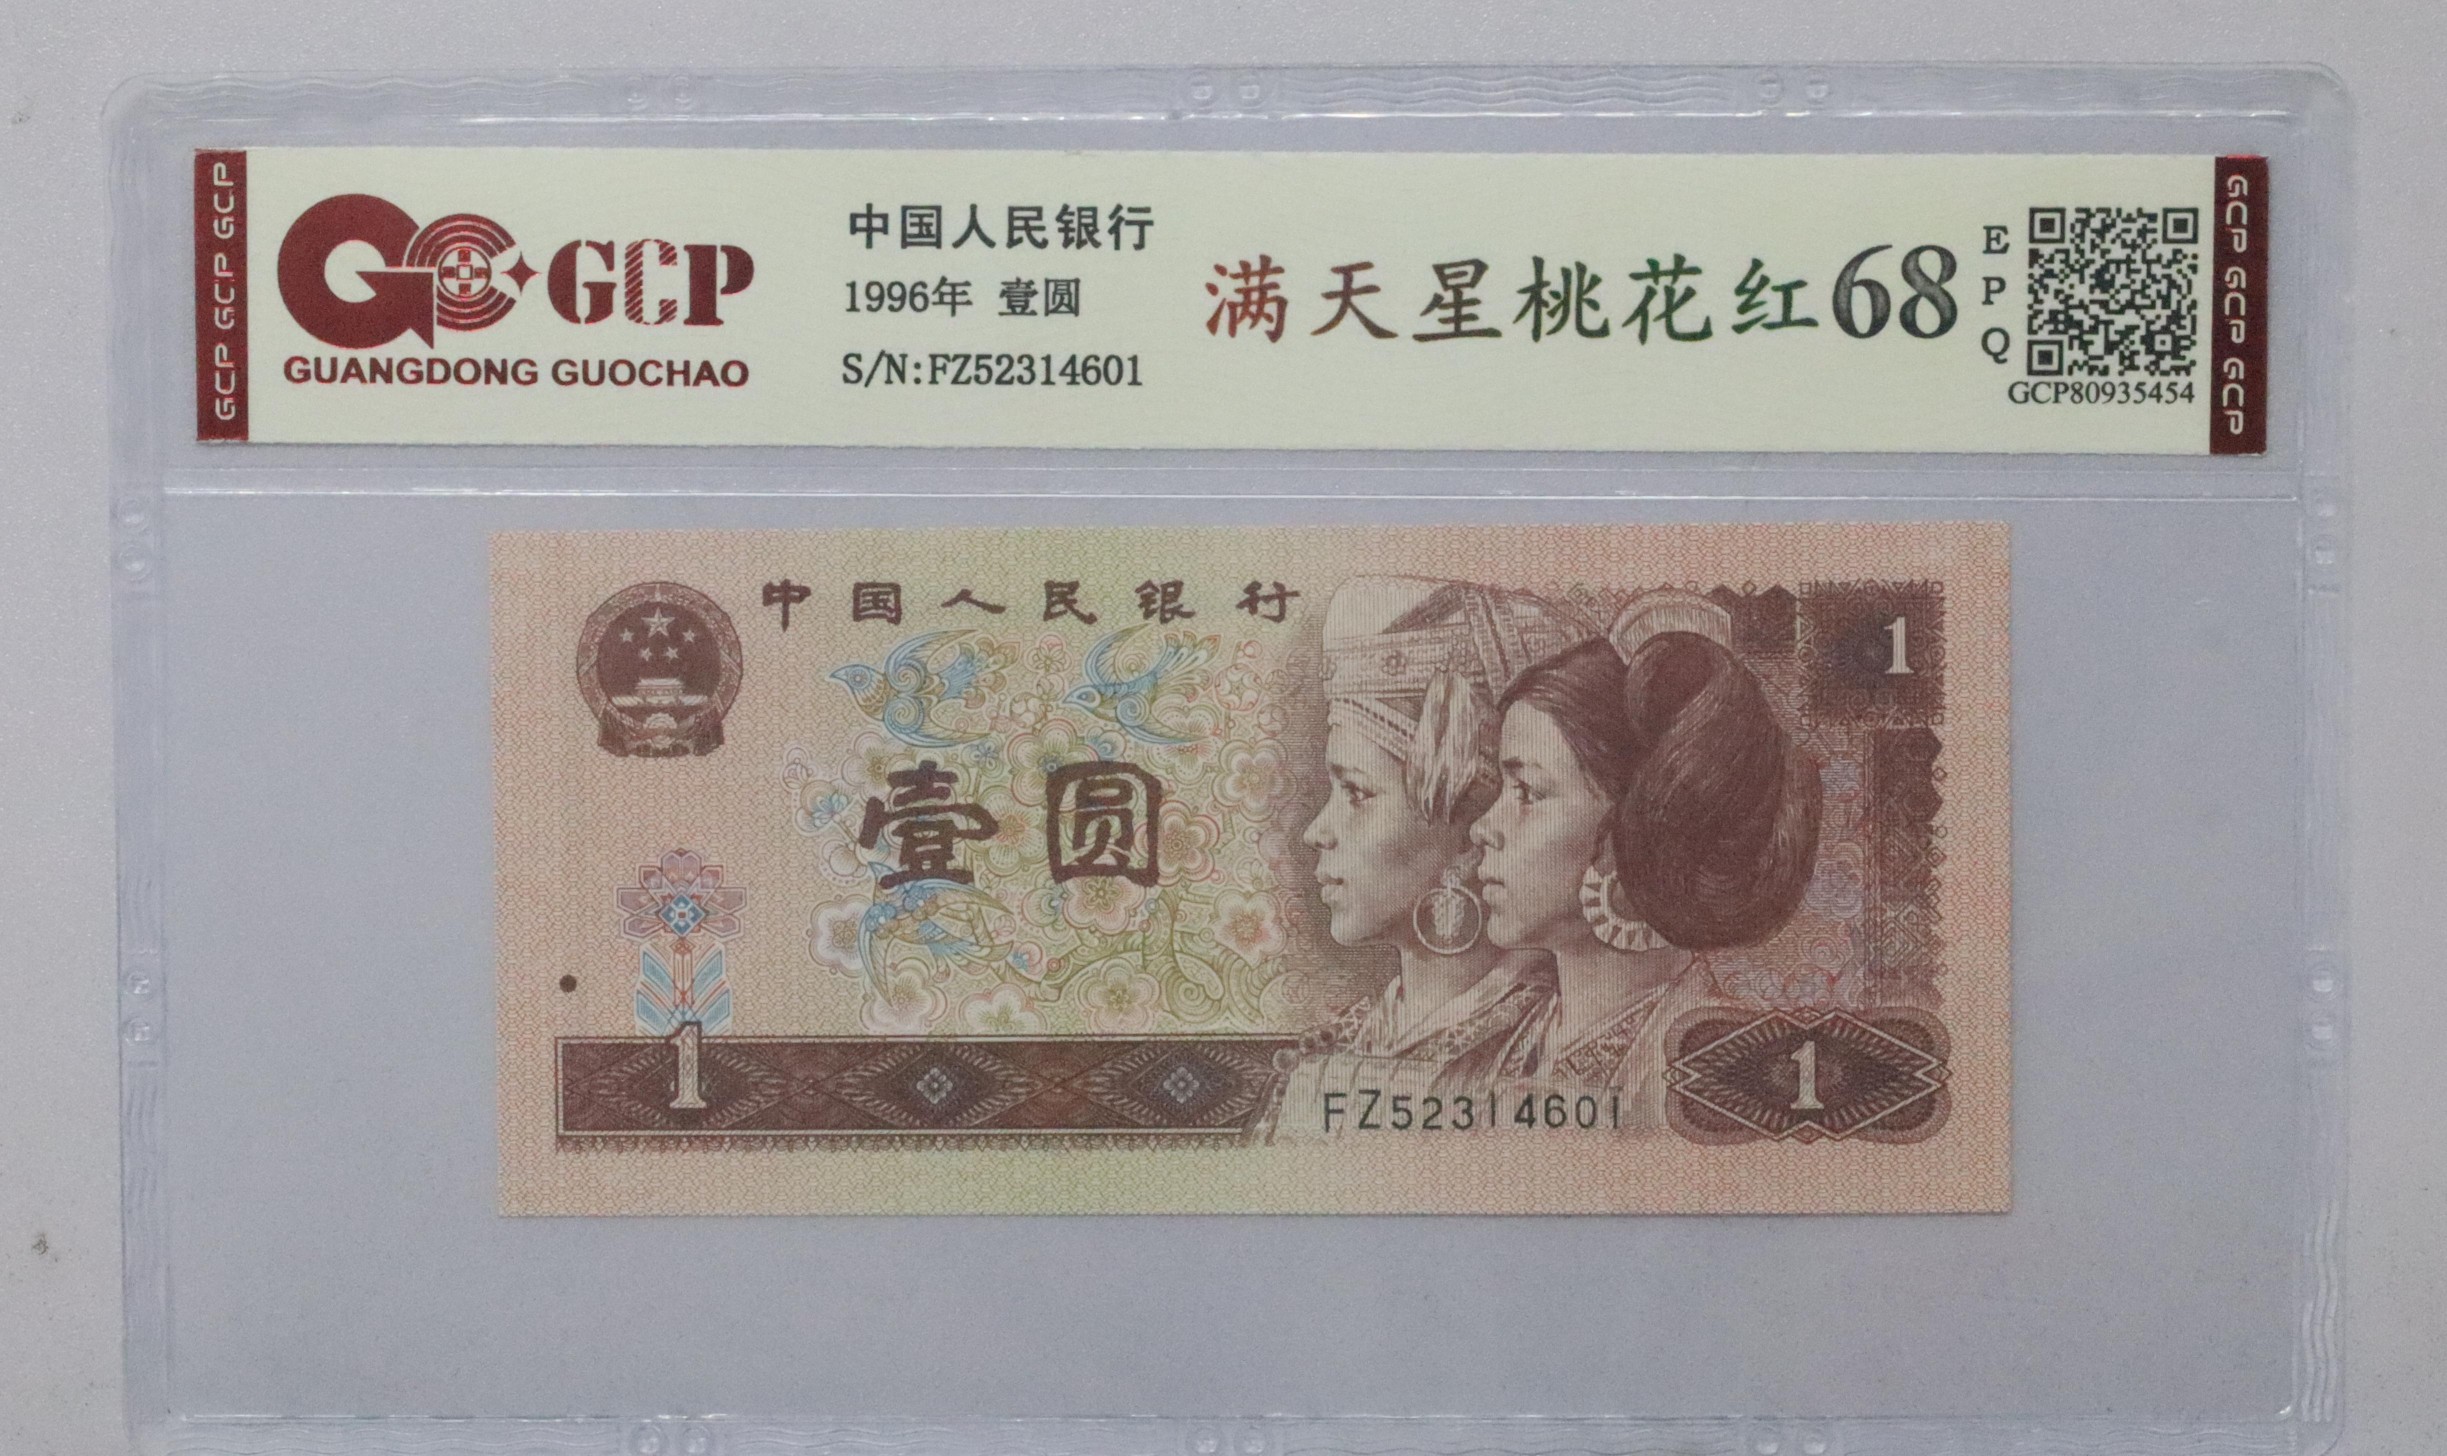 GCP GCP GCP
GCP
GUANGDONG GUOCHAO
中国人民银行
1996年 壹圆
S/N:FZ52314601
满天星桃花红 68
EPQ
GCP80935454
GCP GCP GCP
中国人民银行
1
壹圆
1
1
FZ52314601